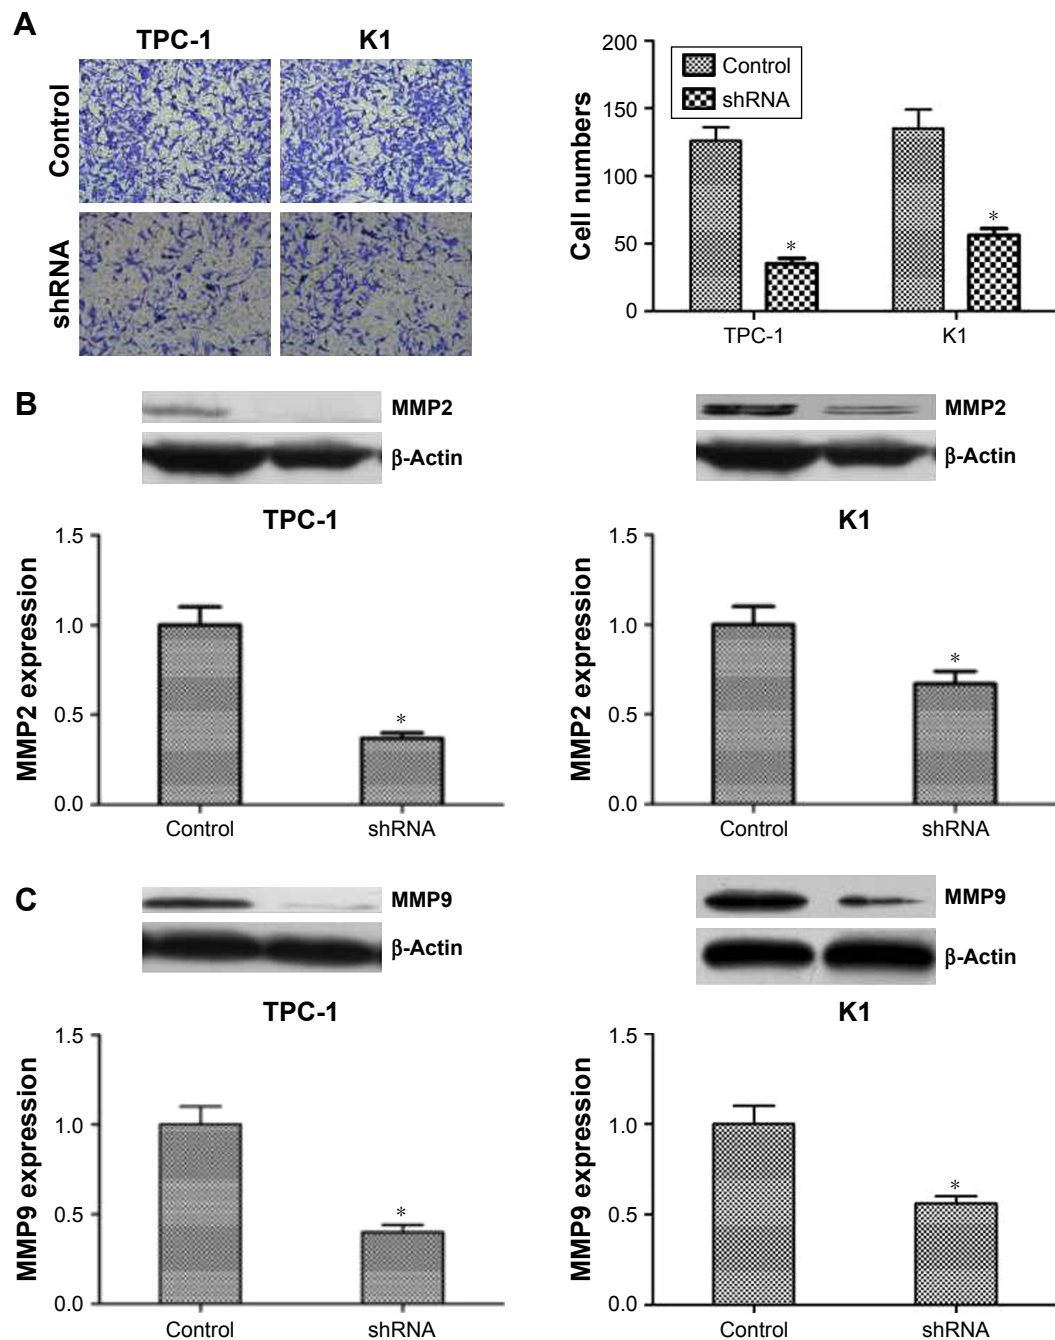 A
TPC-1 K1
Control
shRNA
Cell numbers
200
150
100
50
0
Control
shRNA
*
*
TPC-1 K1
B
MMP2
β-Actin
MMP2
β-Actin
TPC-1
MMP2 expression
1.5
1.0
0.5
0.0
*
Control shRNA
K1
MMP2 expression
1.5
1.0
0.5
0.0
*
Control shRNA
C
MMP9
β-Actin
MMP9
β-Actin
TPC-1
MMP9 expression
1.5
1.0
0.5
0.0
*
Control shRNA
K1
MMP9 expression
1.5
1.0
0.5
0.0
*
Control shRNA